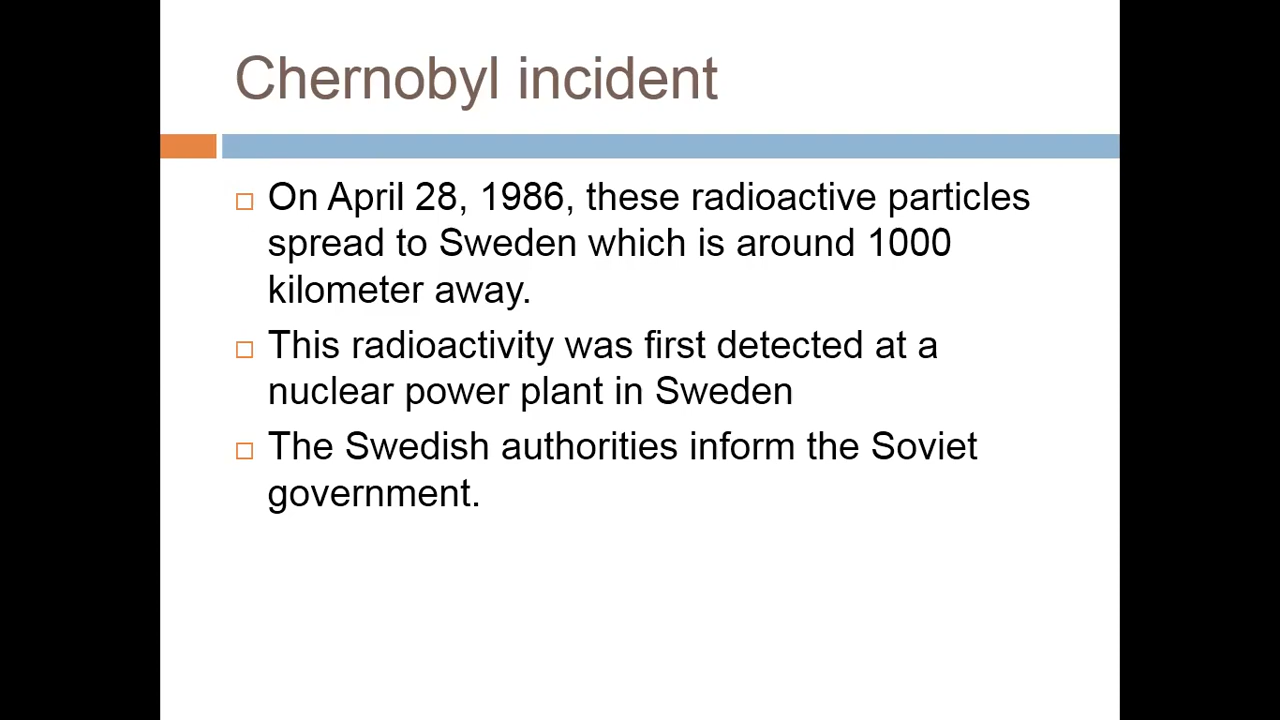 Chernobyl incident
On April 28, 1986, these radioactive particles
spread to Sweden which is around 1000
kilometer away.
This radioactivity was first detected at a
nuclear power plant in Sweden
The Swedish authorities inform the Soviet
government.